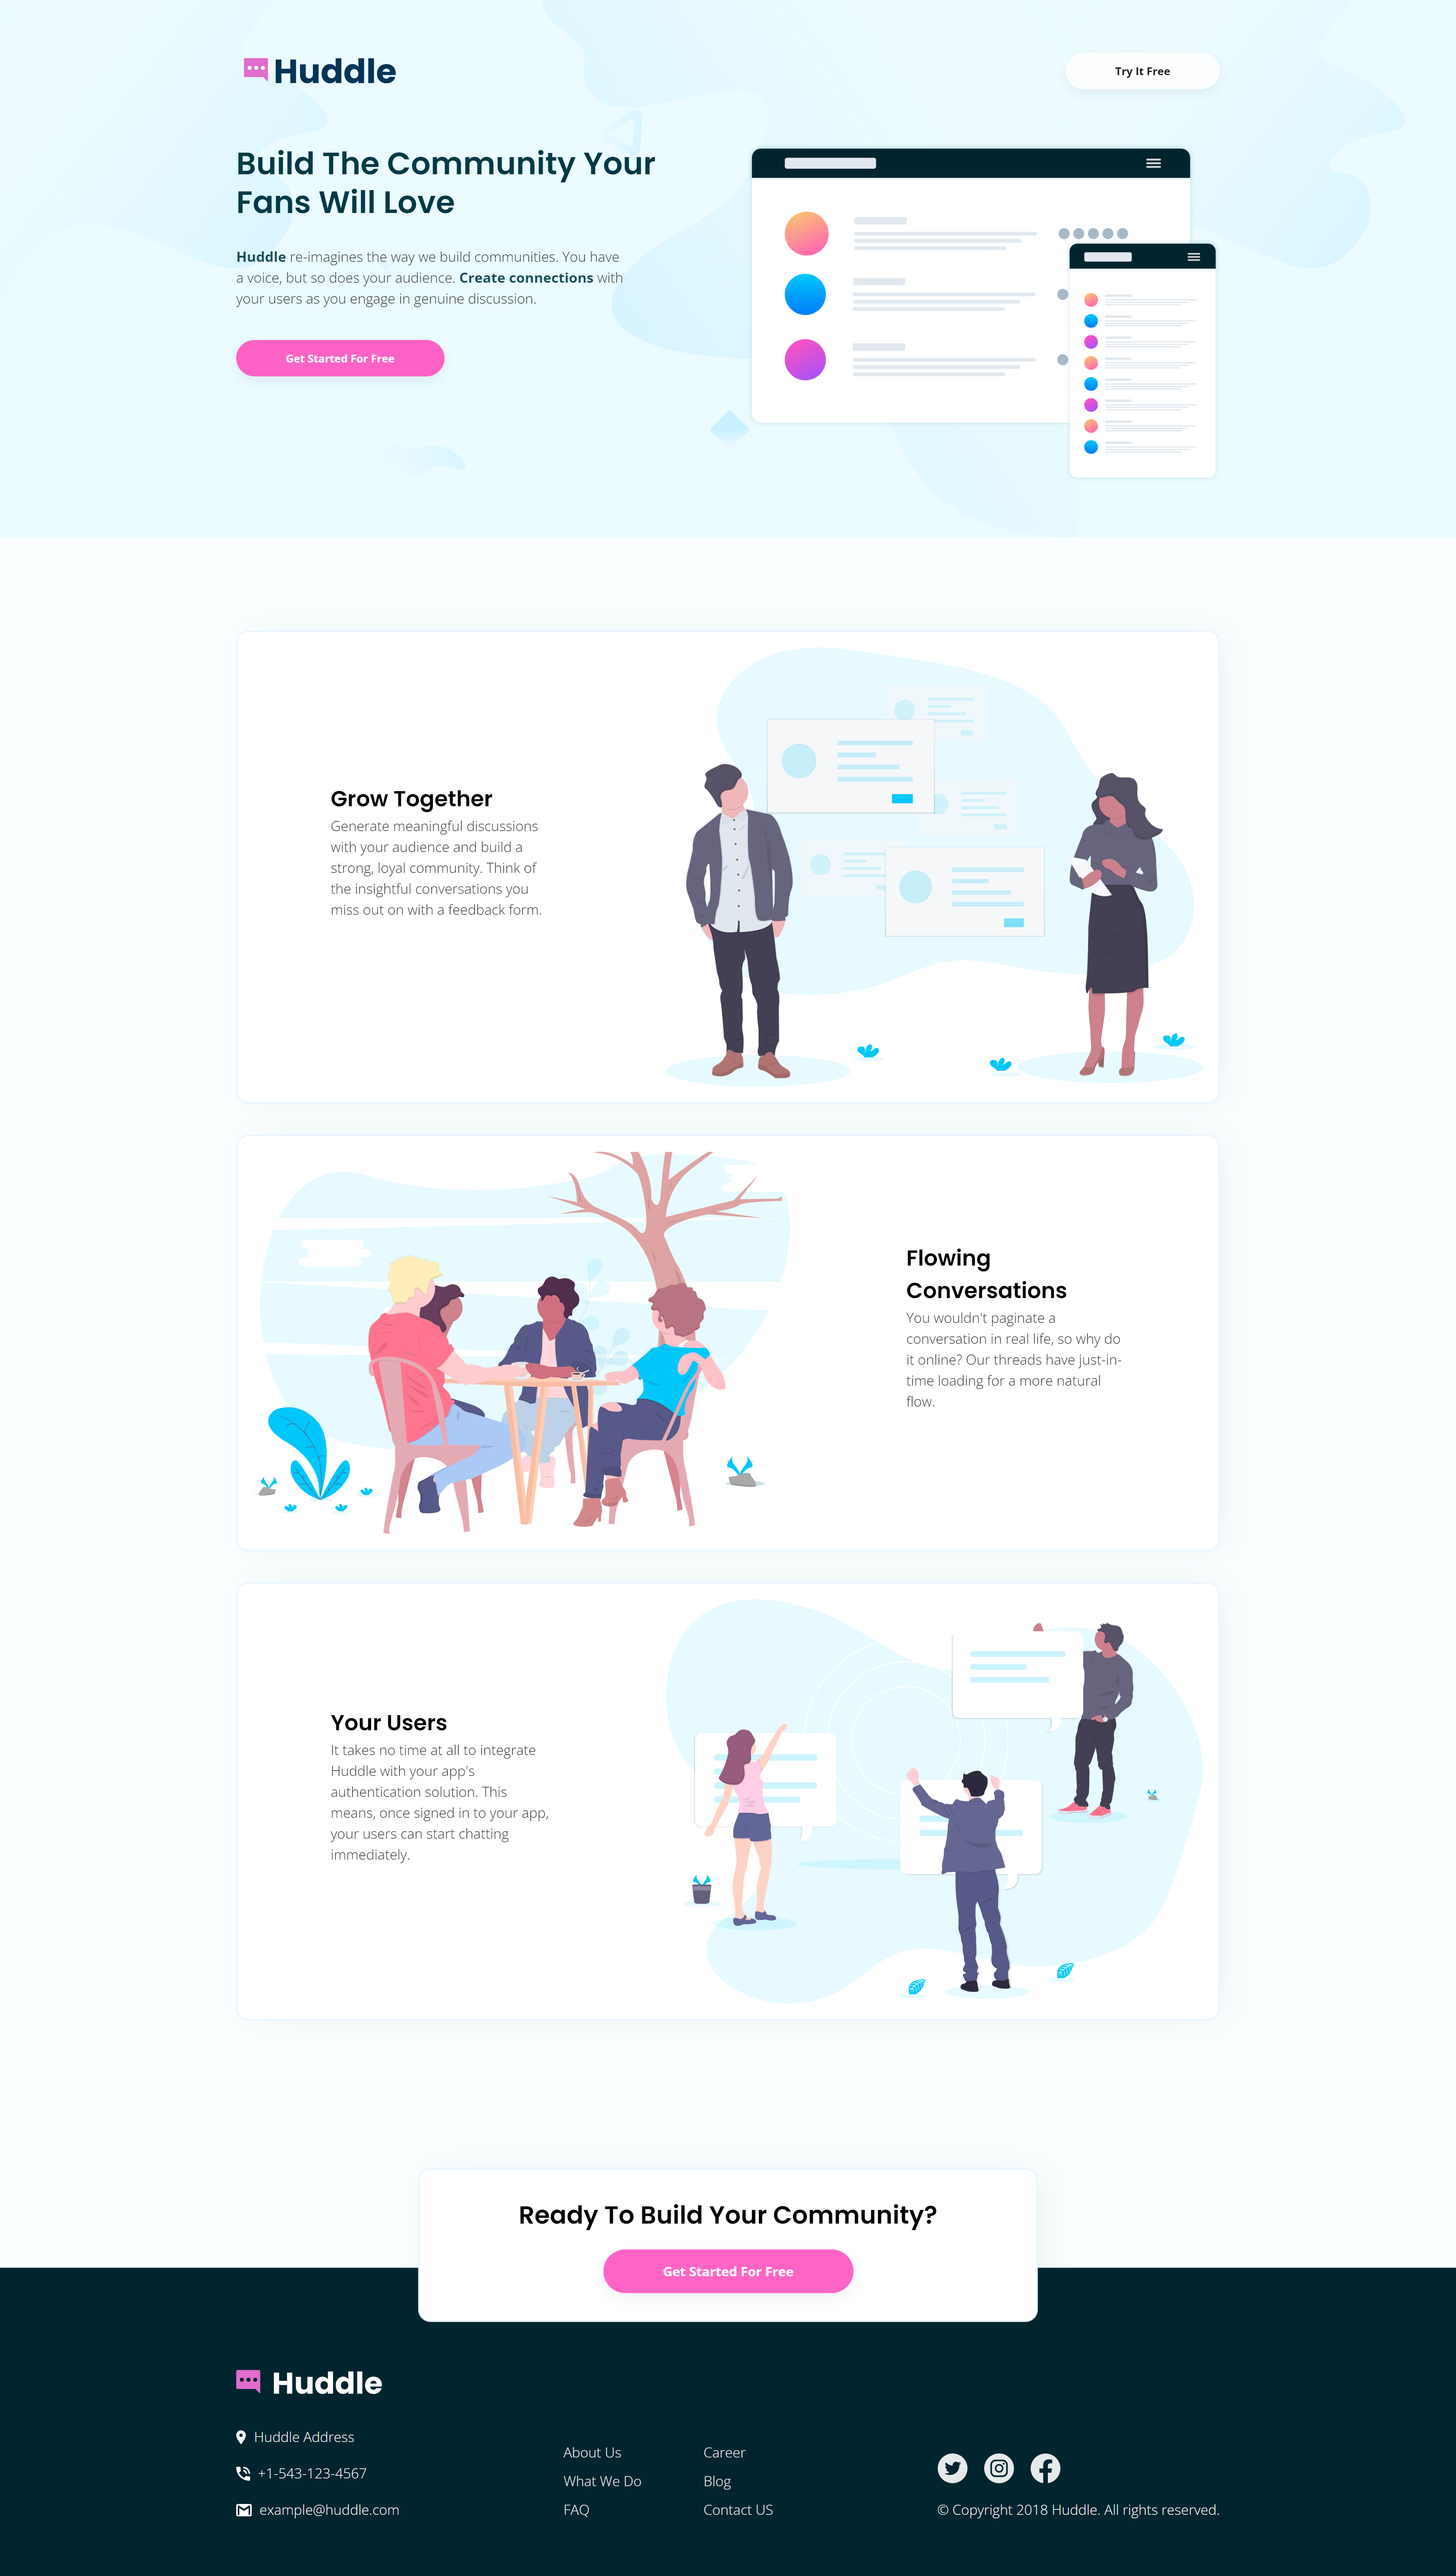 Huddle
Try It Free
Build The Community Your
Fans Will Love
Huddle re-imagines the way we build communities. You have
a voice, but so does your audience. Create connections with
your users as you engage in genuine discussion.
Get Started For Free
Grow Together
Generate meaningful discussions
with your audience and build a
strong, loyal community. Think of
the insightful conversations you
miss out on with a feedback form.
Flowing
Conversations
You wouldn't paginate a
conversation in real life, so why do
it online? Our threads have just-in-
time loading for a more natural
flow.
Your Users
It takes no time at all to integrate
Huddle with your app's
authentication solution. This
means, once signed in to your app,
your users can start chatting
immediately.
Ready To Build Your Community?
Get Started For Free
Huddle
Huddle Address
+1-543-123-4567
example@huddle.com
About Us
What We Do
FAQ
Career
Blog
Contact US
© Copyright 2018 Huddle. All rights reserved.